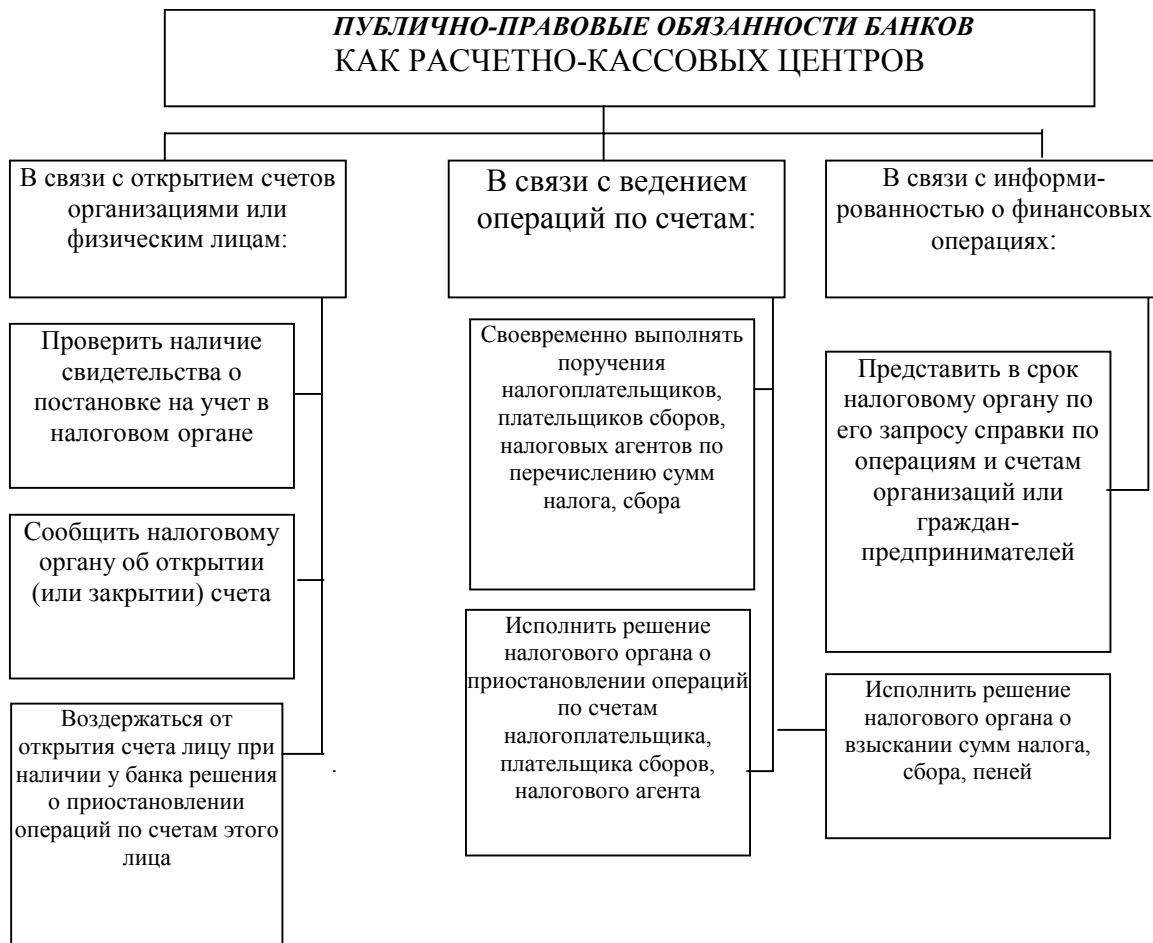 ПУБЛИЧНО-ПРАВОВЫЕ ОБЯЗАННОСТИ БАНКОВ
КАК РАСЧЕТНО-КАССОВЫХ ЦЕНТРОВ
В связи с открытием счетов
организациями или
физическим лицам:
Проверить наличие
свидетельства о
постановке на учет в
налоговом органе
Сообщить налоговому
органу об открытии
(или закрытии) счета
Воздержаться от
открытия счета лицу при
наличии у банка решения
о приостановлении
операций по счетам этого
лица
В связи с ведением
операций по счетам:
Своевременно выполнять
поручения
налогоплательщиков,
плательщиков сборов,
налоговых агентов по
перечислению сумм
налога, сбора
Исполнить решение
налогового органа о
приостановлении операций
по счетам
налогоплательщика,
плательщика сборов,
налогового агента
Исполнить решение
налогового органа о
взыскании сумм налога,
сбора, пеней
В связи с информи-
рованностью о финансовых
операциях:
Представить в срок
налоговому органу по
его запросу справки по
операциям и счетам
организаций или
граждан-
предпринимателей